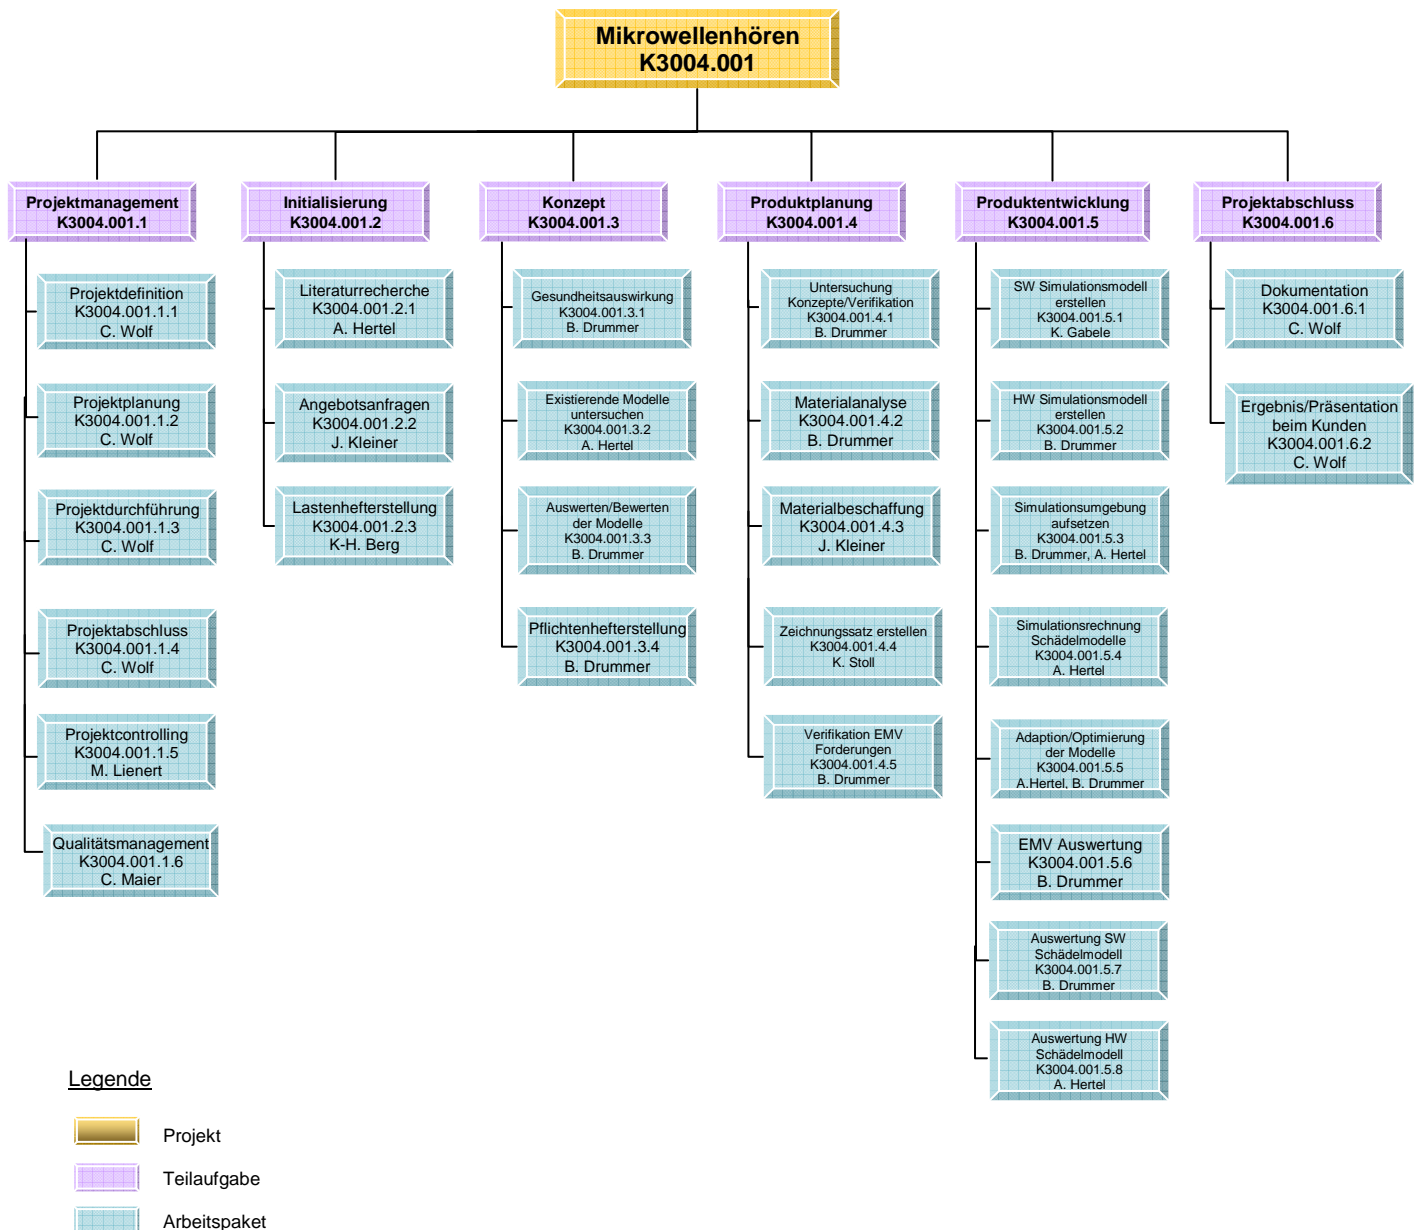 Mikrowellenhören
K3004.001
Projektmanagement
K3004.001.1
Projektdefinition
K3004.001.1.1
C. Wolf
Projektplanung
K3004.001.1.2
C. Wolf
Projektdurchführung
K3004.001.1.3
C. Wolf
Projektabschluss
K3004.001.1.4
C. Wolf
Projektcontrolling
K3004.001.1.5
M. Lienert
Qualitätsmanagement
K3004.001.1.6
C. Maier
Initialisierung
K3004.001.2
Literaturrecherche
K3004.001.2.1
A. Hertel
Angebotsanfragen
K3004.001.2.2
J. Kleiner
Lastenhefterstellung
K3004.001.2.3
K-H. Berg
Konzept
K3004.001.3
Gesundheitsauswirkung
K3004.001.3.1
B. Drummer
Existierende Modelle
untersuchen
K3004.001.3.2
A. Hertel
Auswerten/Bewerten
der Modelle
K3004.001.3.3
B. Drummer
Pflichtenhefterstellung
K3004.001.3.4
B. Drummer
Produktplanung
K3004.001.4
Untersuchung
Konzepte/Verifikation
K3004.001.4.1
B. Drummer
Materialanalyse
K3004.001.4.2
B. Drummer
Materialbeschaffung
K3004.001.4.3
J. Kleiner
Zeichnungssatz erstellen
K3004.001.4.4
K. Stoll
Verifikation EMV
Forderungen
K3004.001.4.5
B. Drummer
Produktentwicklung
K3004.001.5
SW Simulationsmodell
erstellen
K3004.001.5.1
K. Gabele
HW Simulationsmodell
erstellen
K3004.001.5.2
B. Drummer
Simulationsumgebung
aufsetzen
K3004.001.5.3
B. Drummer, A. Hertel
Simulationsrechnung
Schädelmodelle
K3004.001.5.4
A. Hertel
Adaption/Optimierung
der Modelle
K3004.001.5.5
A.Hertel, B. Drummer
EMV Auswertung
K3004.001.5.6
B. Drummer
Auswertung SW
Schädelmodell
K3004.001.5.7
B. Drummer
Auswertung HW
Schädelmodell
K3004.001.5.8
A. Hertel
Projektabschluss
K3004.001.6
Dokumentation
K3004.001.6.1
C. Wolf
Ergebnis/Präsentation
beim Kunden
K3004.001.6.2
C. Wolf
Legende
Projekt
Teilaufgabe
Arbeitspaket